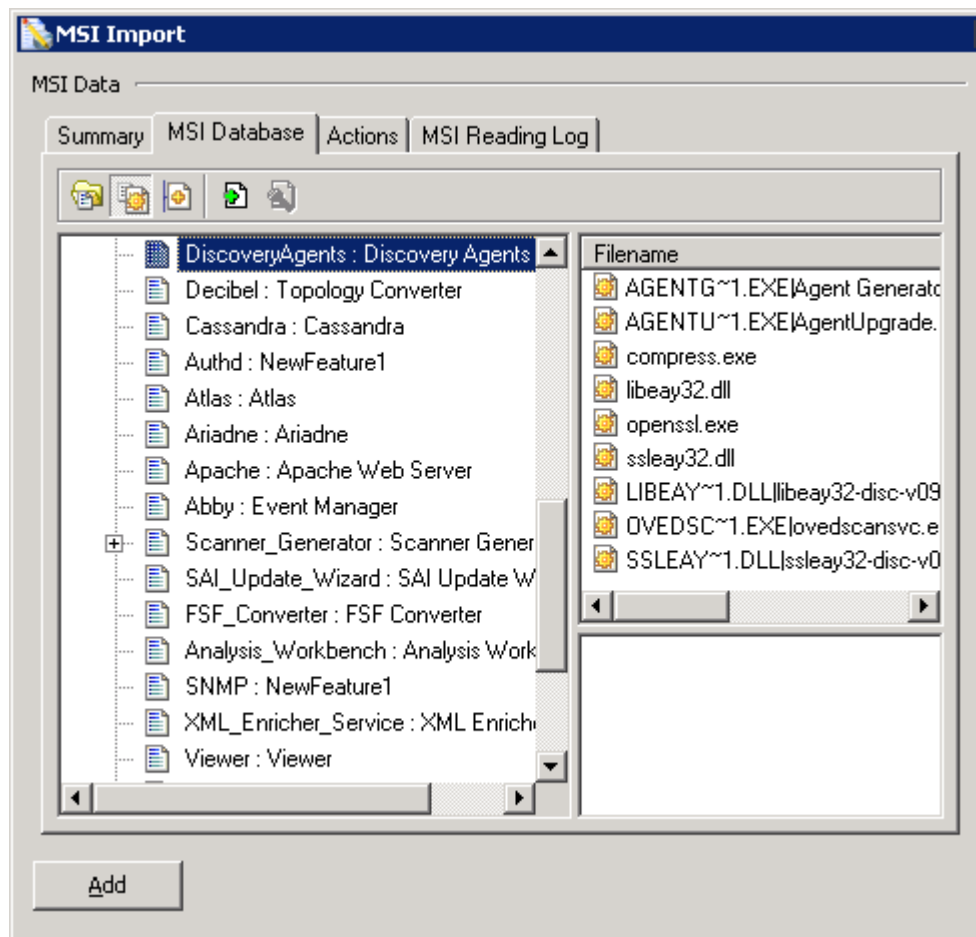 MSI Import
MSI Data
Summary
MSI Database
Actions
MSI Reading Log
DiscoveryAgents : Discovery Agents
Decibel : Topology Converter
Cassandra : Cassandra
Authd : NewFeature1
Atlas : Atlas
Ariadne : Ariadne
Apache : Apache Web Server
Abby : Event Manager
Scanner_Generator : Scanner Gener
SAI_Update_Wizard : SAI Update W
FSF_Converter : FSF Converter
Analysis_Workbench : Analysis Work
SNMP : NewFeature1
XML_Enricher_Service : XML Enriche
Viewer : Viewer
Filename
AGENTG~1.EXE|Agent Generato
AGENTU~1.EXE|AgentUpgrade.
compress.exe
libeay32.dll
openssl.exe
ssleay32.dll
LIBEAY~1.DLL|libeay32-disc-v09
OVEDSC~1.EXE|ovedscansvc.e
SSLEAY~1.DLL|ssleay32-disc-v0
Add